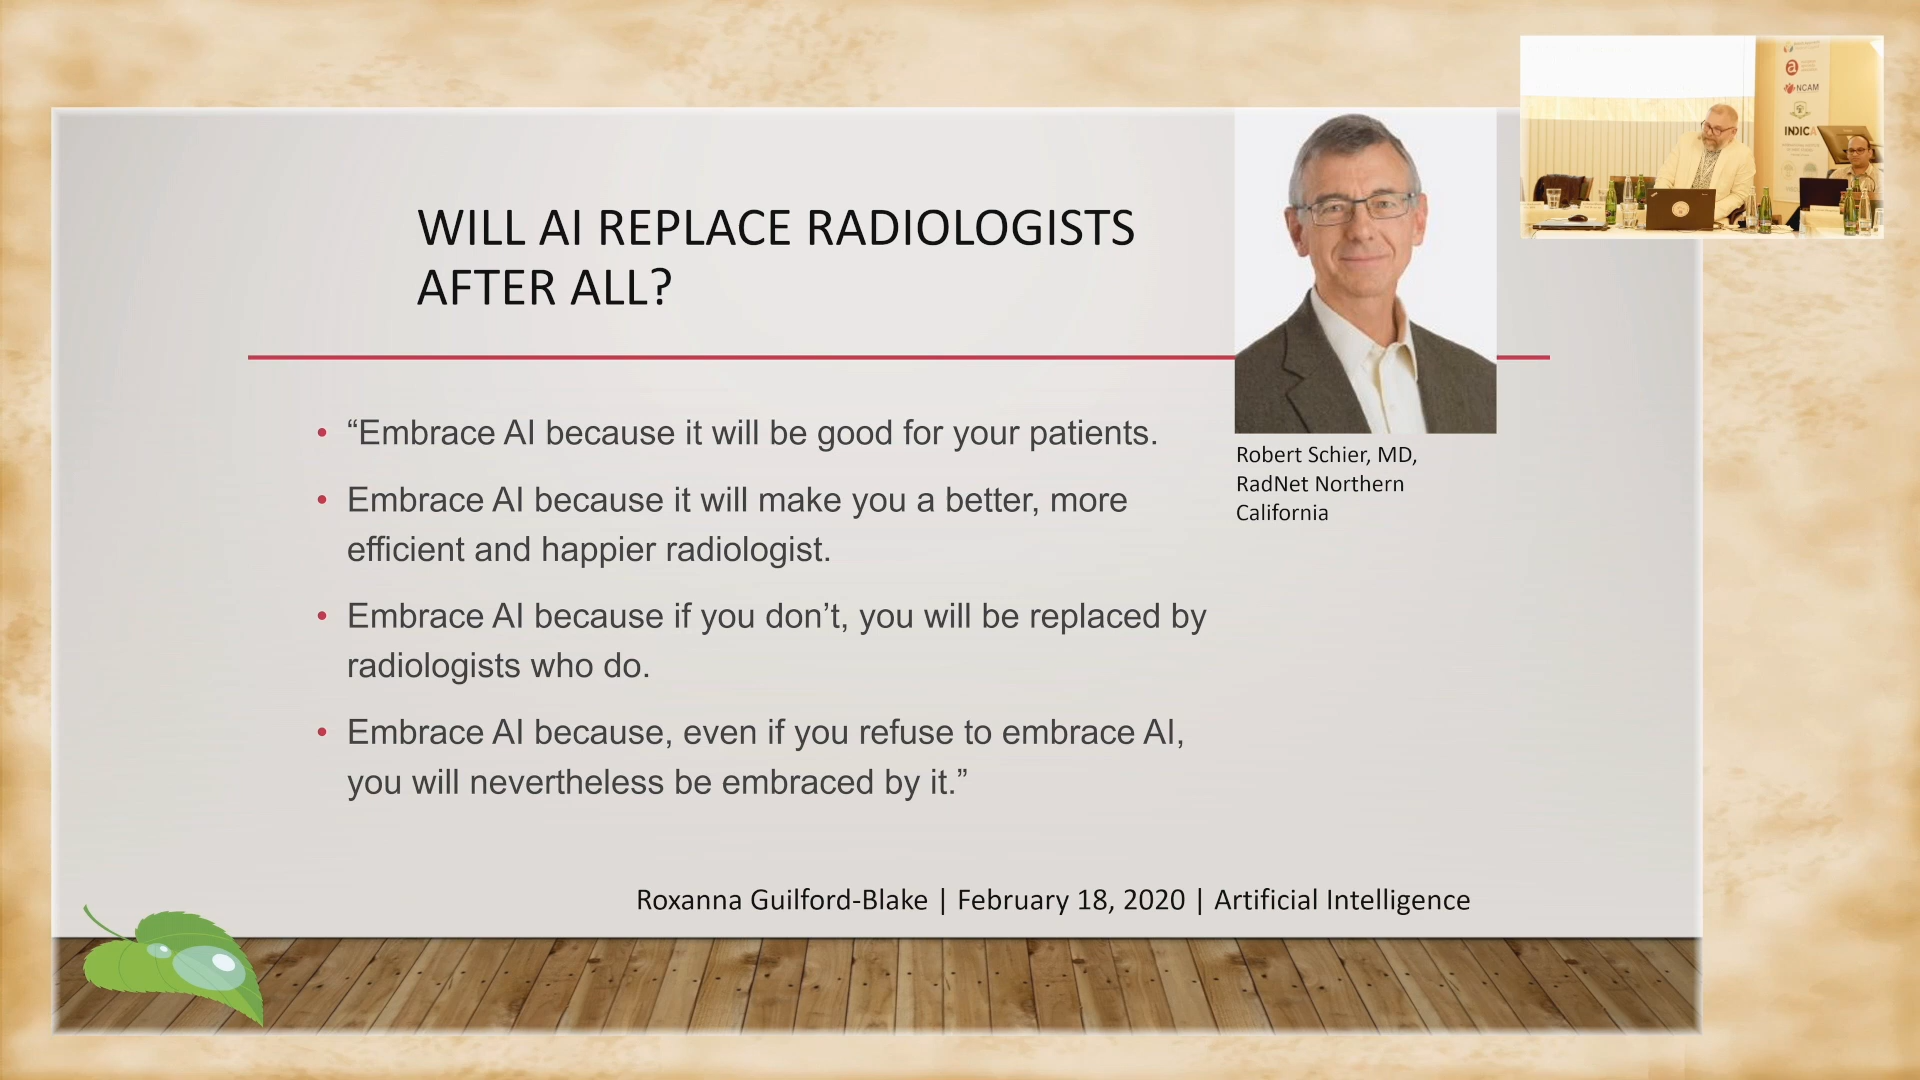 WILL AI REPLACE RADIOLOGISTS
AFTER ALL?
• “Embrace AI because it will be good for your patients.
• Embrace AI because it will make you a better, more
efficient and happier radiologist.
• Embrace AI because if you don’t, you will be replaced by
radiologists who do.
• Embrace AI because, even if you refuse to embrace AI,
you will nevertheless be embraced by it.”
Robert Schier, MD,
RadNet Northern
California
Roxanna Guilford-Blake | February 18, 2020 | Artificial Intelligence
NCAM
INDICA